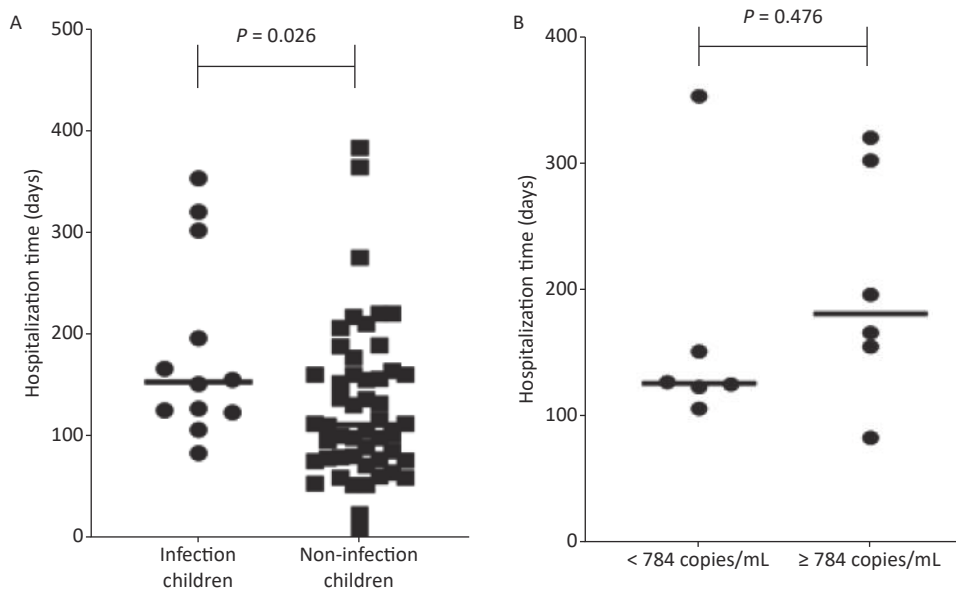 A
P = 0.026
Hospitalization time (days)
500
400
300
200
100
0
Infection
children
Non-infection
children
B
P = 0.476
Hospitalization time (days)
400
300
200
100
0
< 784 copies/mL
≥ 784 copies/mL